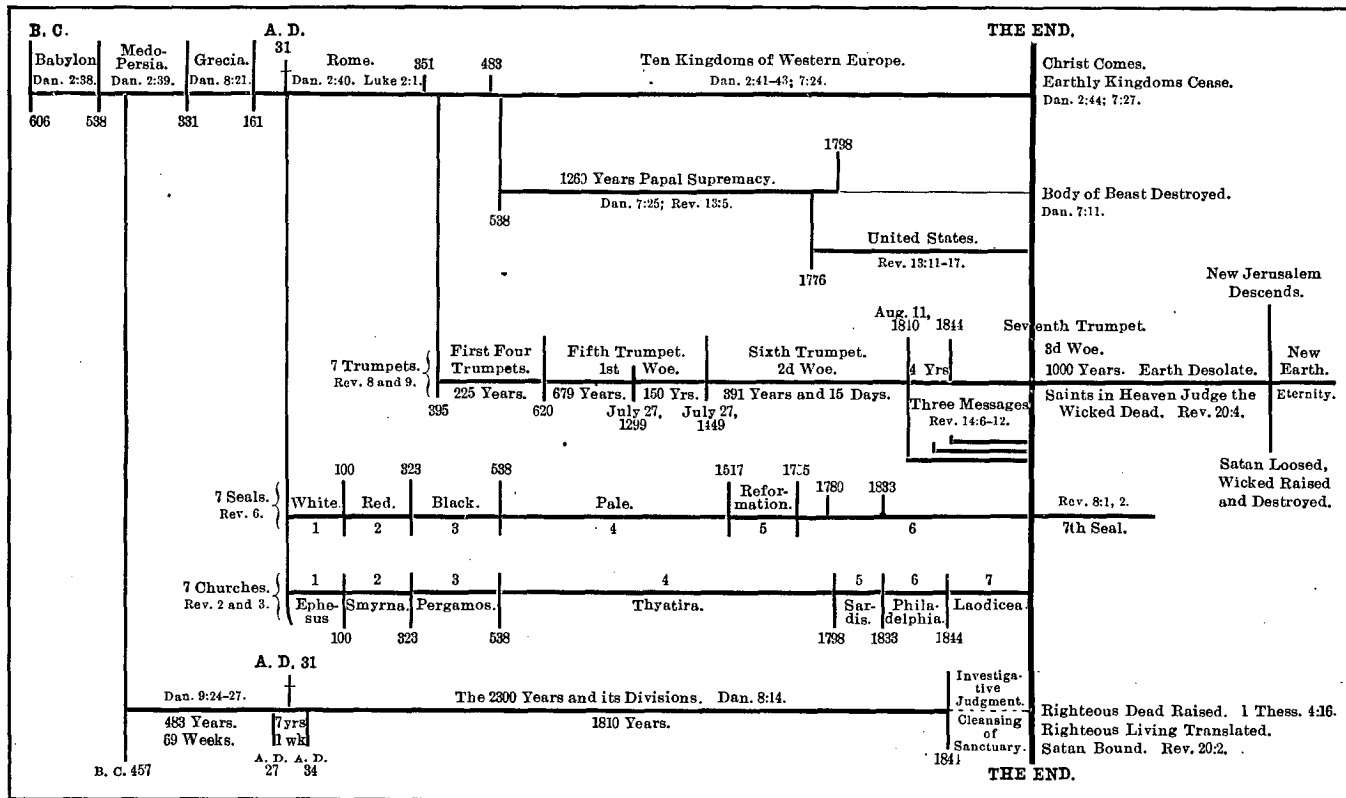 B. C.
A. D.
THE END.
31
Babylon
Medo-
Persia.
Grecia.
Rome.
351
483
Ten Kingdoms of Western Europe.
Christ Comes.
Dan. 2:38.
Dan. 2:39.
Dan. 8:21.
Dan. 2:40. Luke 2:1.
Dan. 2:41-43; 7:24.
Earthly Kingdoms Cease.
Dan. 2:44; 7:27.
606
538
331
161
1798
1260 Years Papal Supremacy.
Dan. 7:25; Rev. 13:5.
538
Body of Beast Destroyed.
Dan. 7:11.
United States.
Rev. 13:11-17.
1776
New Jerusalem
Descends.
Aug. 11,
1840
1844
Seventh Trumpet.
7 Trumpets.
Rev. 8 and 9.
First Four
Trumpets.
225 Years.
Fifth Trumpet.
1st Woe.
679 Years.
150 Yrs.
Sixth Trumpet.
2d Woe.
391 Years and 15 Days.
4 Yrs
3d Woe.
1000 Years. Earth Desolate.
New
Earth.
Eternity.
395
620
July 27,
1299
July 27,
1449
Three Messages
Rev. 14:6-12.
Saints in Heaven Judge the
Wicked Dead. Rev. 20:4.
Satan Loosed,
Wicked Raised
and Destroyed.
100
323
538
1517
1780
1833
7 Seals.
Rev. 6.
White.
Red.
Black.
Pale.
Refor-
mation.
Rev. 8:1, 2.
1
2
3
4
5
6
7th Seal.
7 Churches.
Rev. 2 and 3.
1
2
3
4
5
6
7
Ephe-
sus
Smyrna.
Pergamos.
Thyatira.
Sar-
dis.
Phila-
delphia.
Laodicea.
100
323
538
1798
1833
1844
A. D. 31
Dan. 9:24-27.
The 2300 Years and its Divisions. Dan. 8:14.
Investiga-
tive
Judgment.
483 Years.
69 Weeks.
7 yrs
1 wk
1810 Years.
Cleansing
of
Sanctuary.
Righteous Dead Raised. 1 Thess. 4:16.
Righteous Living Translated.
Satan Bound. Rev. 20:2.
B. C. 457
A. D.
27
A. D.
34
1844
THE END.